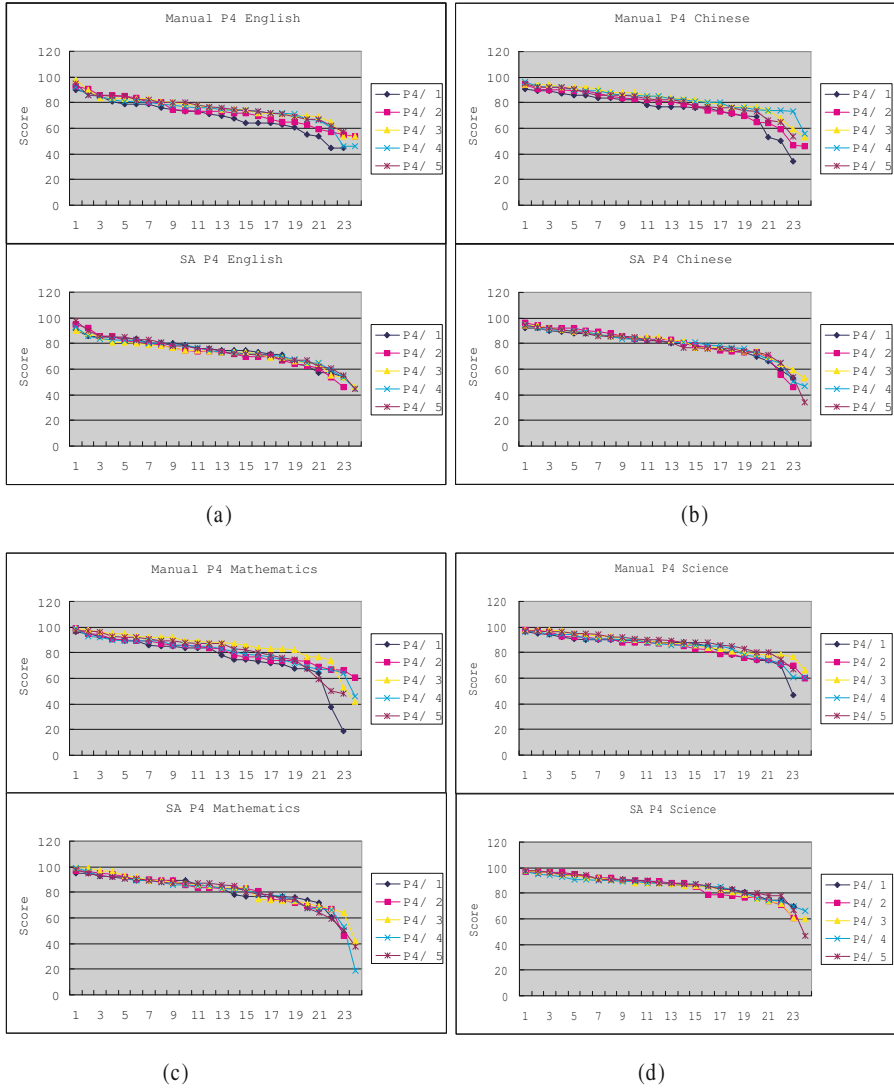 Manual P4 English
120
100
80
60
40
20
0
Score
1 3 5 7 9 11 13 15 17 19 21 23
P4/ 1
P4/ 2
P4/ 3
P4/ 4
P4/ 5
SA P4 English
120
100
80
60
40
20
0
Score
1 3 5 7 9 11 13 15 17 19 21 23
P4/ 1
P4/ 2
P4/ 3
P4/ 4
P4/ 5
(a)
Manual P4 Chinese
120
100
80
60
40
20
0
Score
1 3 5 7 9 11 13 15 17 19 21 23
P4/ 1
P4/ 2
P4/ 3
P4/ 4
P4/ 5
SA P4 Chinese
120
100
80
60
40
20
0
Score
1 3 5 7 9 11 13 15 17 19 21 23
P4/ 1
P4/ 2
P4/ 3
P4/ 4
P4/ 5
(b)
Manual P4 Mathematics
120
100
80
60
40
20
0
Score
1 3 5 7 9 11 13 15 17 19 21 23
P4/ 1
P4/ 2
P4/ 3
P4/ 4
P4/ 5
SA P4 Mathematics
120
100
80
60
40
20
0
Score
1 3 5 7 9 11 13 15 17 19 21 23
P4/ 1
P4/ 2
P4/ 3
P4/ 4
P4/ 5
(c)
Manual P4 Science
120
100
80
60
40
20
0
Score
1 3 5 7 9 11 13 15 17 19 21 23
P4/ 1
P4/ 2
P4/ 3
P4/ 4
P4/ 5
SA P4 Science
120
100
80
60
40
20
0
Score
1 3 5 7 9 11 13 15 17 19 21 23
P4/ 1
P4/ 2
P4/ 3
P4/ 4
P4/ 5
(d)